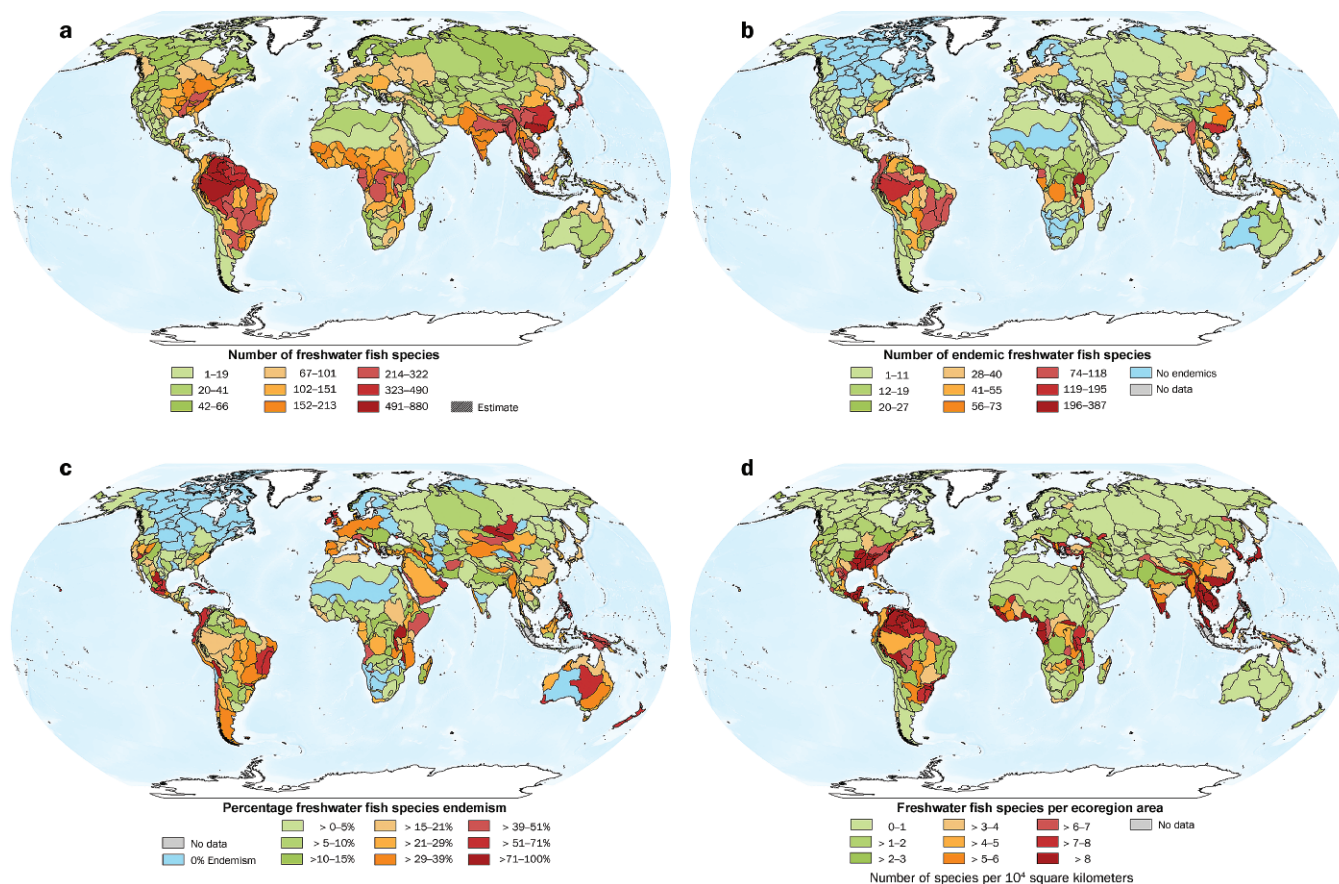 a
b
Number of freshwater fish species
1–19
67–101
214–322
20–41
102–151
323–490
42–66
152–213
491–880
Estimate
Number of endemic freshwater fish species
1–11
28–40
74–118
No endemics
12–19
41–55
119–195
No data
20–27
56–73
196–387
c
d
Percentage freshwater fish species endemism
> 0–5%
> 15–21%
> 39–51%
No data
> 5–10%
> 21–29%
> 51–71%
0% Endemism
>10–15%
> 29–39%
>71–100%
Freshwater fish species per ecoregion area
0–1
> 3–4
> 6–7
No data
> 1–2
> 4–5
> 7–8
> 2–3
> 5–6
> 8
Number of species per 10⁴ square kilometers